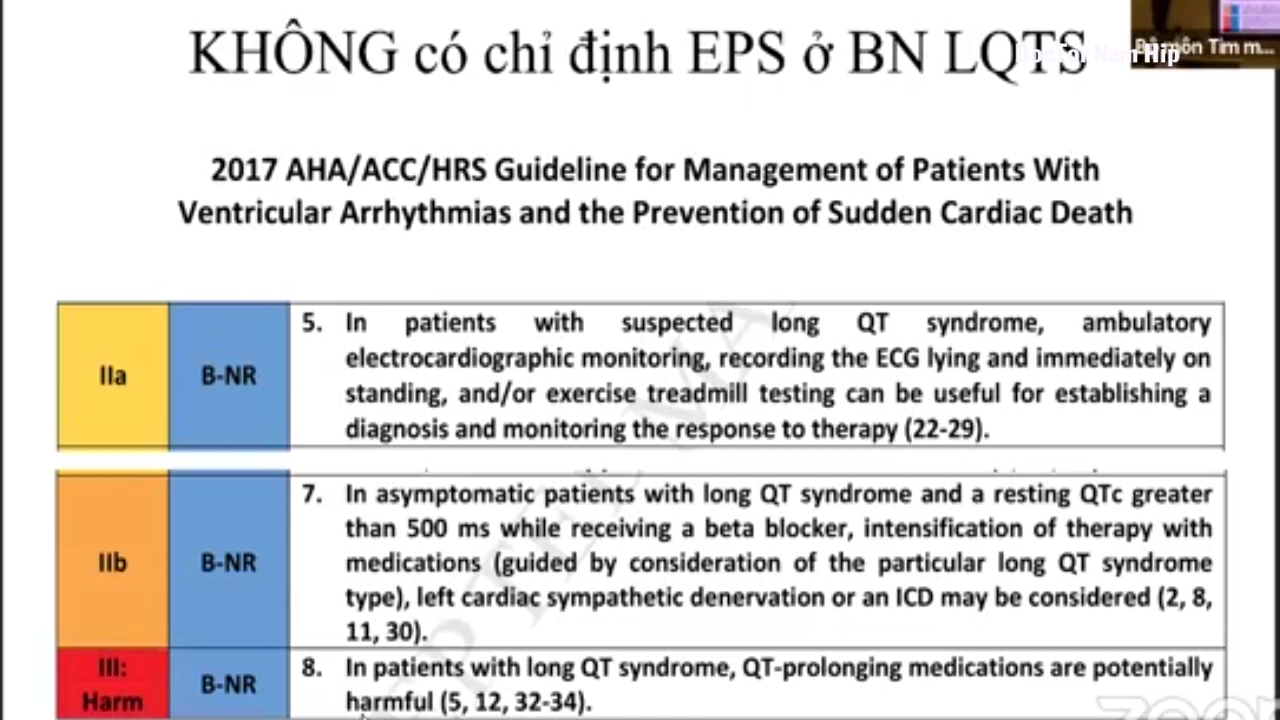 KHÔNG có chỉ định EPS ở BN LQTS
Nam Hip
môn Tim m...
2017 AHA/ACC/HRS Guideline for Management of Patients With
Ventricular Arrhythmias and the Prevention of Sudden Cardiac Death
IIa B-NR 5. In patients with suspected long QT syndrome, ambulatory
electrocardiographic monitoring, recording the ECG lying and immediately on
standing, and/or exercise treadmill testing can be useful for establishing a
diagnosis and monitoring the response to therapy (22-29).
IIb B-NR 7. In asymptomatic patients with long QT syndrome and a resting QTc greater
than 500 ms while receiving a beta blocker, intensification of therapy with
medications (guided by consideration of the particular long QT syndrome
type), left cardiac sympathetic denervation or an ICD may be considered (2, 8,
11, 30).
III: Harm B-NR 8. In patients with long QT syndrome, QT-prolonging medications are potentially
harmful (5, 12, 32-34).
zoom